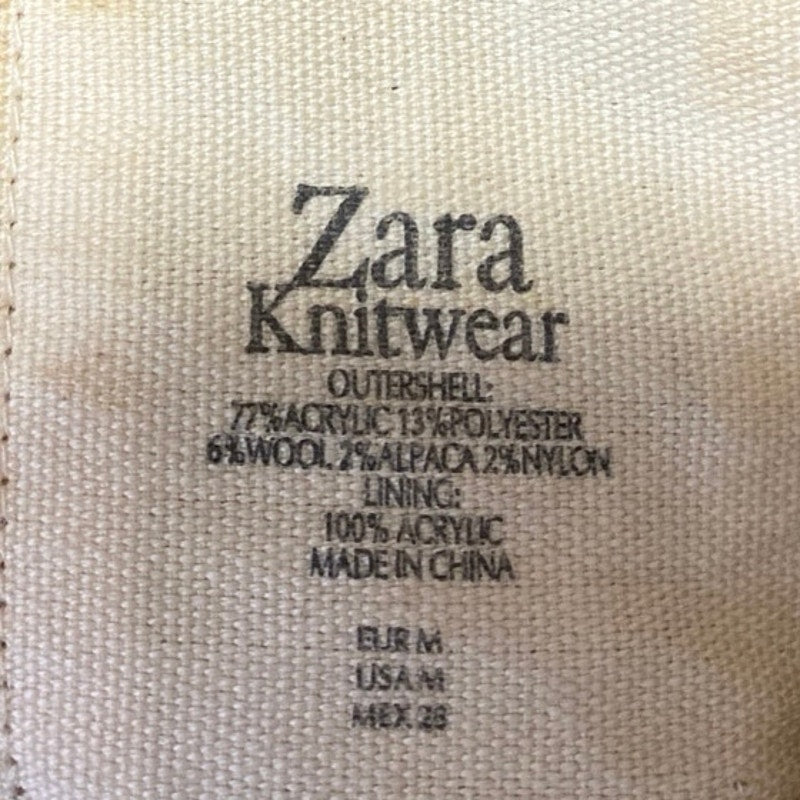 Zara
Knitwear
OUTERSHELL:
77%ACRYLIC 13%POLYESTER
6%WOOL 2%ALPACA 2%NYLON
LINING:
100% ACRYLIC
MADE IN CHINA
EUR M
USA M
MEX 28